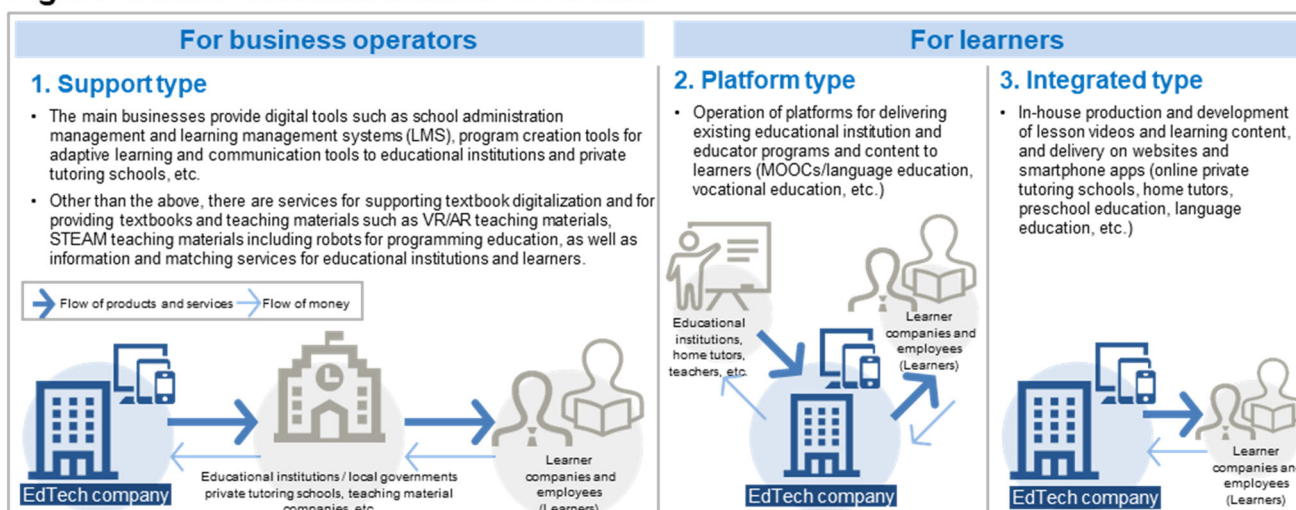 For business operators
1. Support type
• The main businesses provide digital tools such as school administration
management and learning management systems (LMS), program creation tools for
adaptive learning and communication tools to educational institutions and private
tutoring schools, etc.
• Other than the above, there are services for supporting textbook digitalization and for
providing textbooks and teaching materials such as VR/AR teaching materials,
STEAM teaching materials including robots for programming education, as well as
information and matching services for educational institutions and learners.
Flow of products and services
Flow of money
EdTech company
Educational institutions / local governments
private tutoring schools, teaching material
companies, etc.
Learner
companies and
employees
(Learners)
For learners
2. Platform type
• Operation of platforms for delivering
existing educational institution and
educator programs and content to
learners (MOOCs/language education,
vocational education, etc.)
Educational
institutions,
home tutors,
teachers, etc.
Learner
companies and
employees
(Learners)
EdTech company
3. Integrated type
• In-house production and development
of lesson videos and learning content,
and delivery on websites and
smartphone apps (online private
tutoring schools, home tutors,
preschool education, language
education, etc.)
EdTech company
Learner
companies an
employees
(Learners)